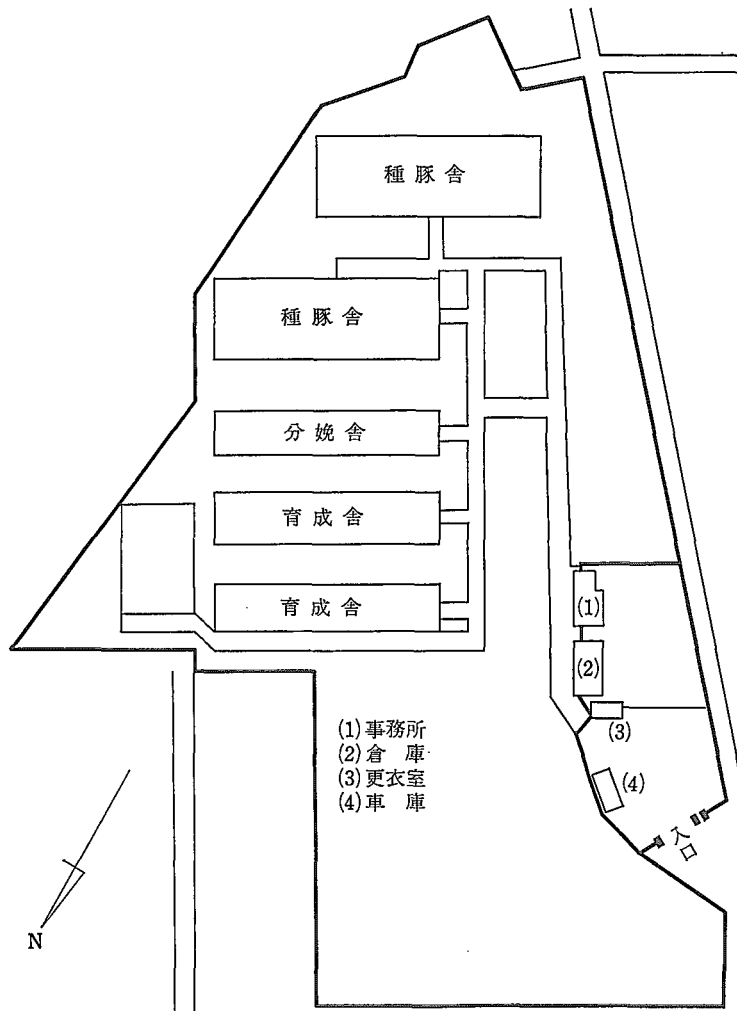 種豚舎
種豚舎
分娩舎
育成舎
育成舎
(1)
(2)
(3)
(4)
(1)事務所
(2)倉　庫
(3)更衣室
(4)車　庫
入口
N